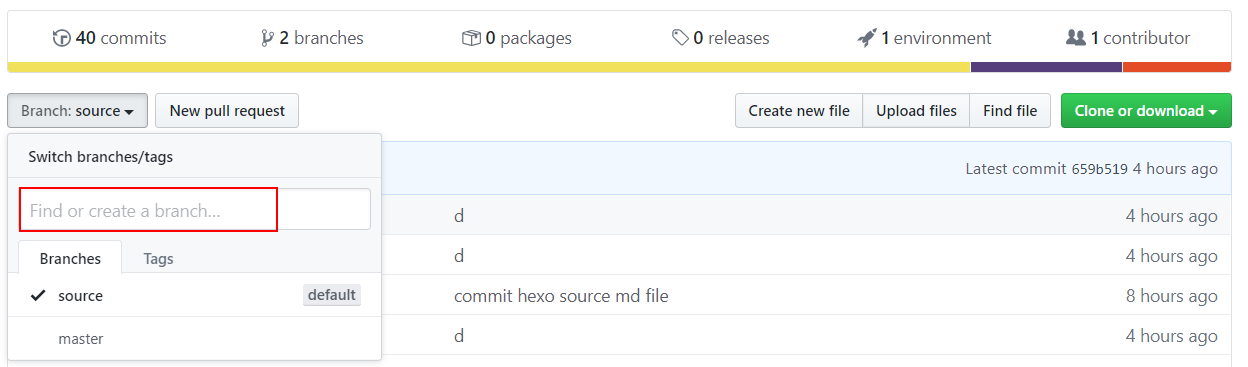 40 commits 2 branches 0 packages 0 releases 1 environment 1 contributor
Branch: source New pull request Create new file Upload files Find file Clone or download
Switch branches/tags
Latest commit 659b519 4 hours ago
Find or create a branch...
d 4 hours ago
Branches Tags
d 4 hours ago
source default commit hexo source md file 8 hours ago
master d 4 hours ago